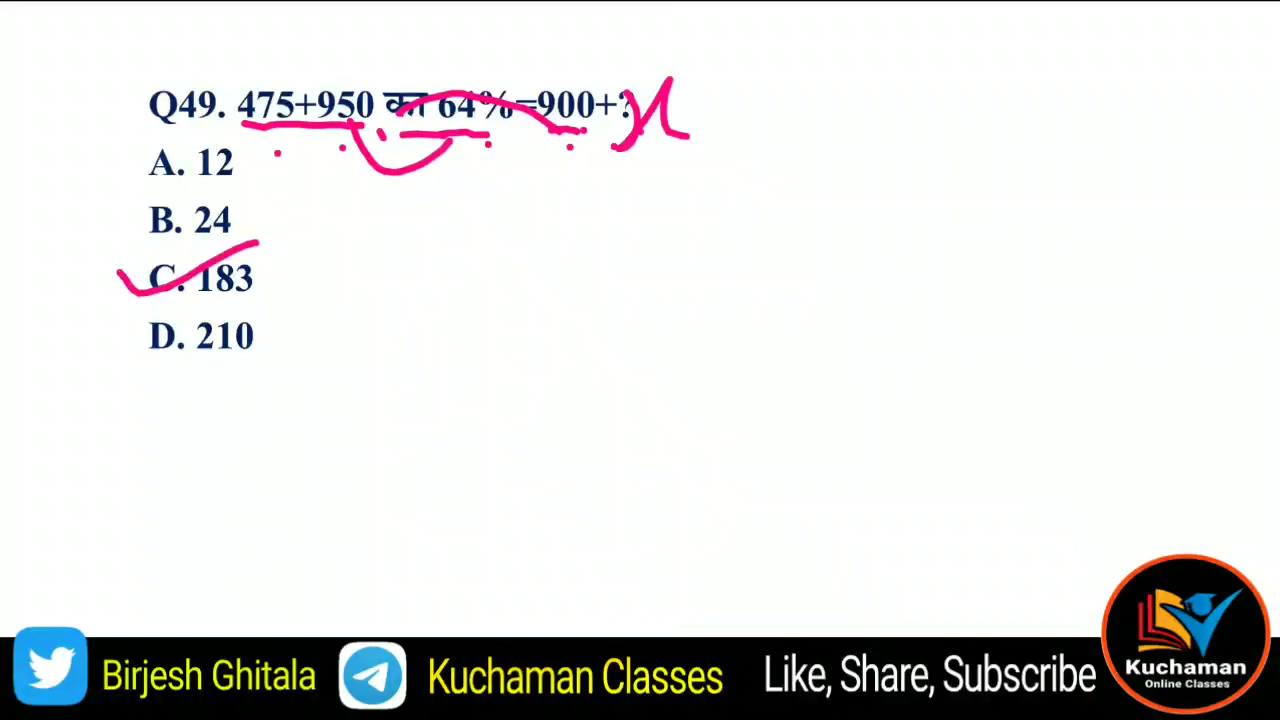 Q49. 475+950 का 64%=900+?x
A. 12
B. 24
C. 183
D. 210
Birjesh Ghitala
Kuchaman Classes
Like, Share, Subscribe
Kuchaman
Online Classes